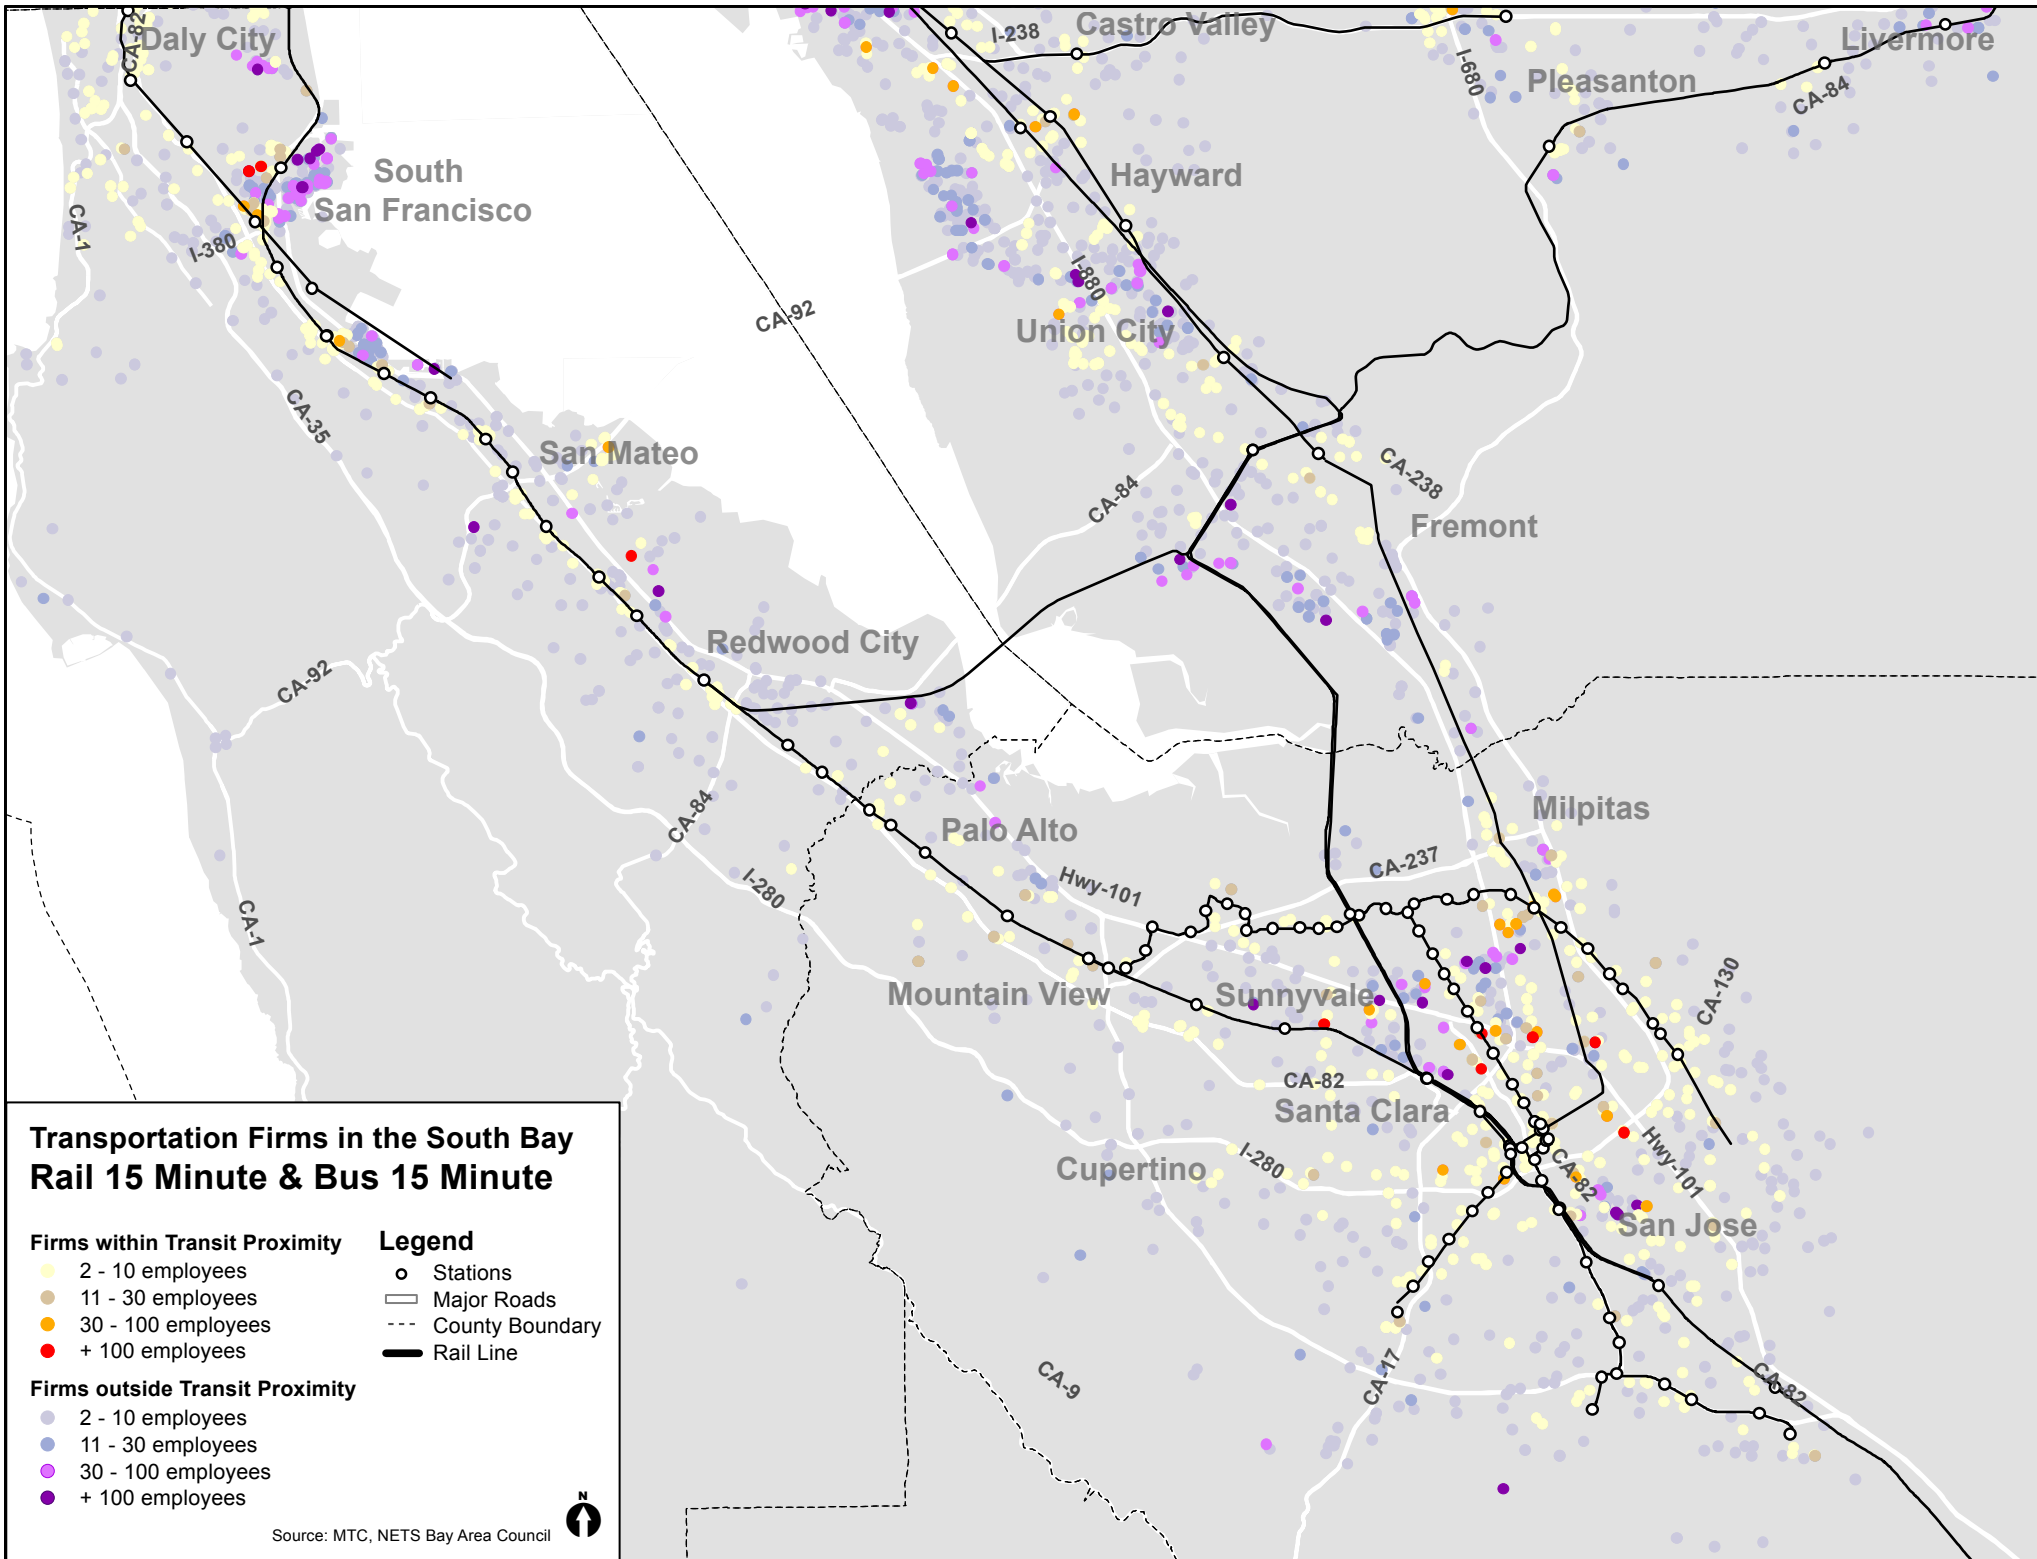 Daly City
CA-82
I-238
Castro Valley
Livermore
I-680
Pleasanton
CA-84
South
San Francisco
Hayward
CA-1
I-380
I-880
CA-92
Union City
CA-35
San Mateo
CA-84
CA-238
Fremont
Redwood City
CA-92
CA-84
Palo Alto
Milpitas
I-280
Hwy-101
CA-237
CA-1
Mountain View
Sunnyvale
CA-130
CA-82
Santa Clara
Cupertino
I-280
CA-82
Hwy-101
San Jose
CA-9
CA-17
CA-82
Transportation Firms in the South Bay
Rail 15 Minute & Bus 15 Minute
Firms within Transit Proximity
2 - 10 employees
11 - 30 employees
30 - 100 employees
+ 100 employees
Firms outside Transit Proximity
2 - 10 employees
11 - 30 employees
30 - 100 employees
+ 100 employees
Legend
Stations
Major Roads
County Boundary
Rail Line
N
Source: MTC, NETS Bay Area Council